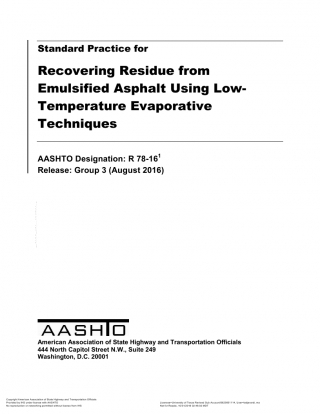 Standard Practice for
Recovering Residue from
Emulsified Asphalt Using Low-
Temperature Evaporative
Techniques
AASHTO Designation: R 78-16¹
Release: Group 3 (August 2016)
AASHTO
American Association of State Highway and Transportation Officials
444 North Capitol Street N.W., Suite 249
Washington, D.C. 20001